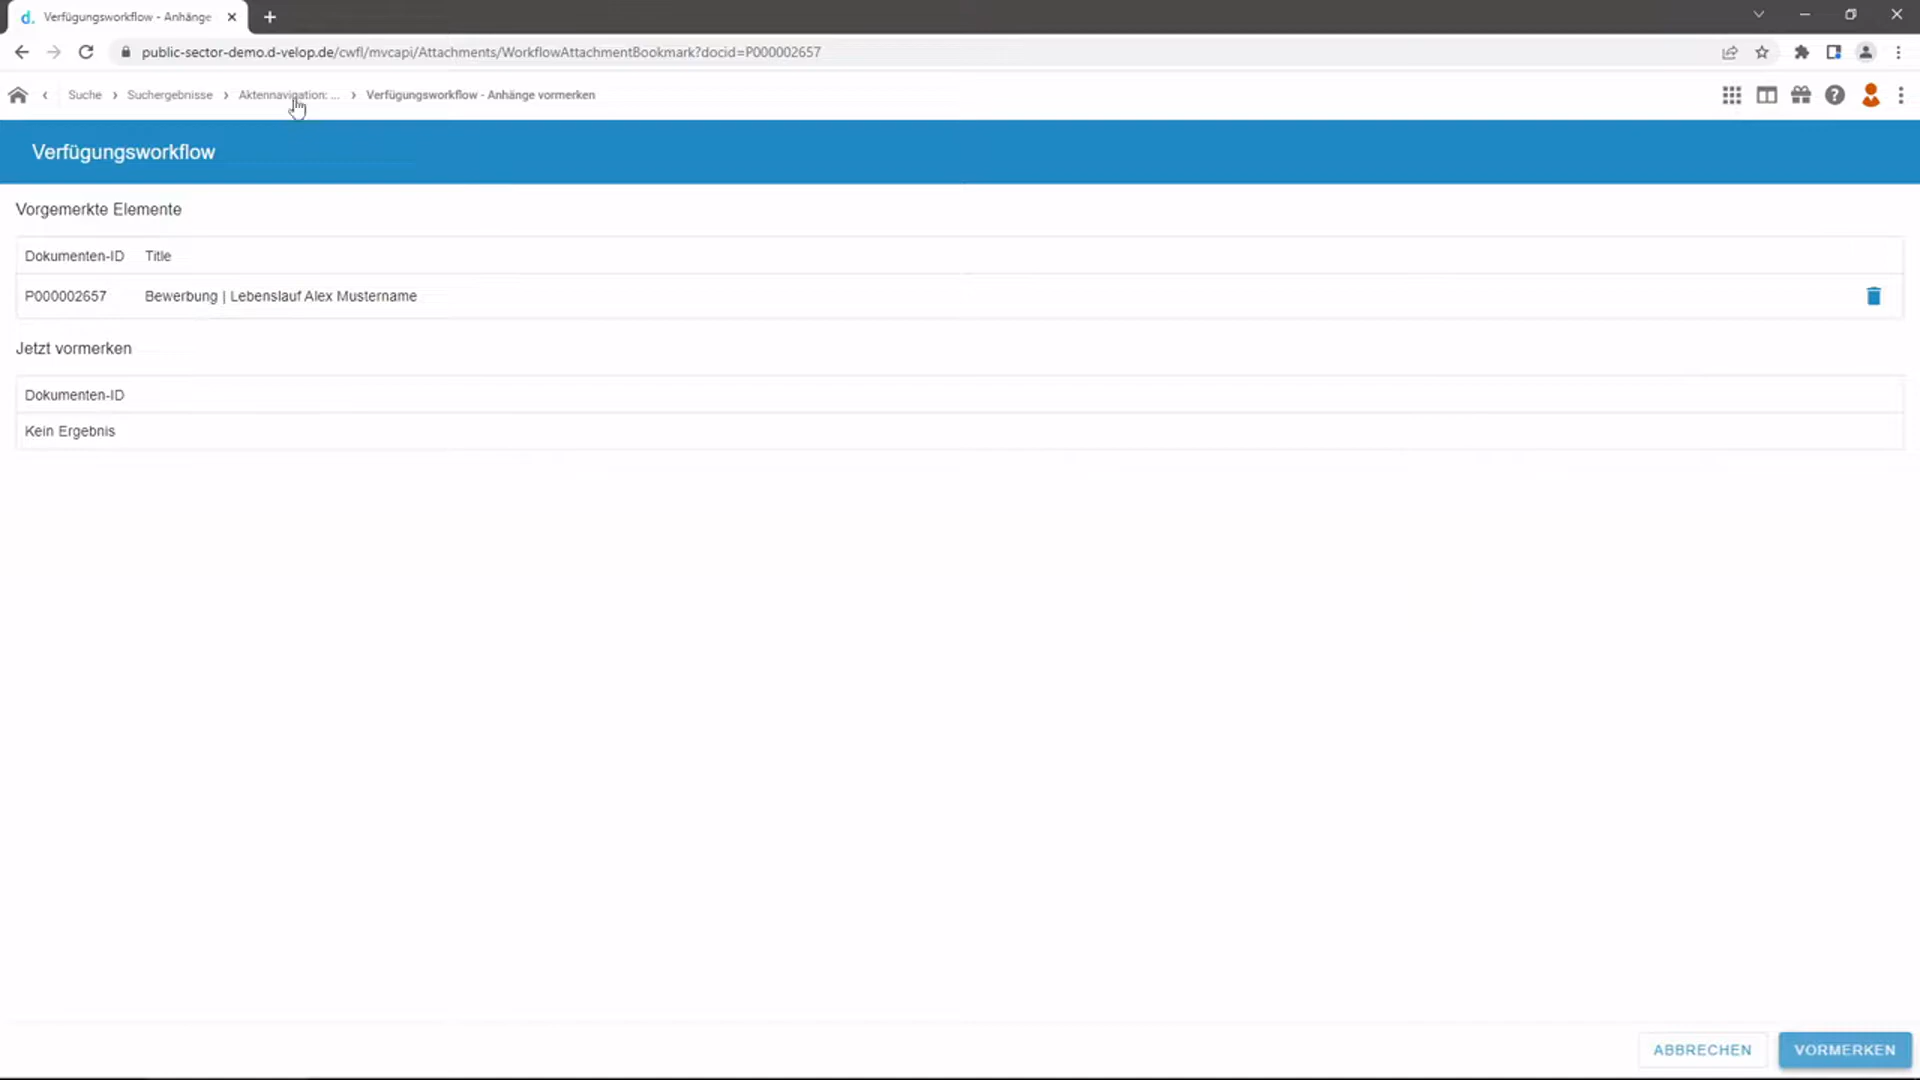 d. Verfügungsworkflow - Anhänge
public-sector-demo.d-velop.de/cwfl/mvcapi/Attachments/WorkflowAttachmentBookmark?docid=P000002657
Suche › Suchergebnisse › Aktennavigation: ... › Verfügungsworkflow - Anhänge vormerken
Verfügungsworkflow
Vorgemerkte Elemente
Dokumenten-ID Title
P000002657 Bewerbung | Lebenslauf Alex Mustername
Jetzt vormerken
Dokumenten-ID
Kein Ergebnis
ABBRECHEN VORMERKEN